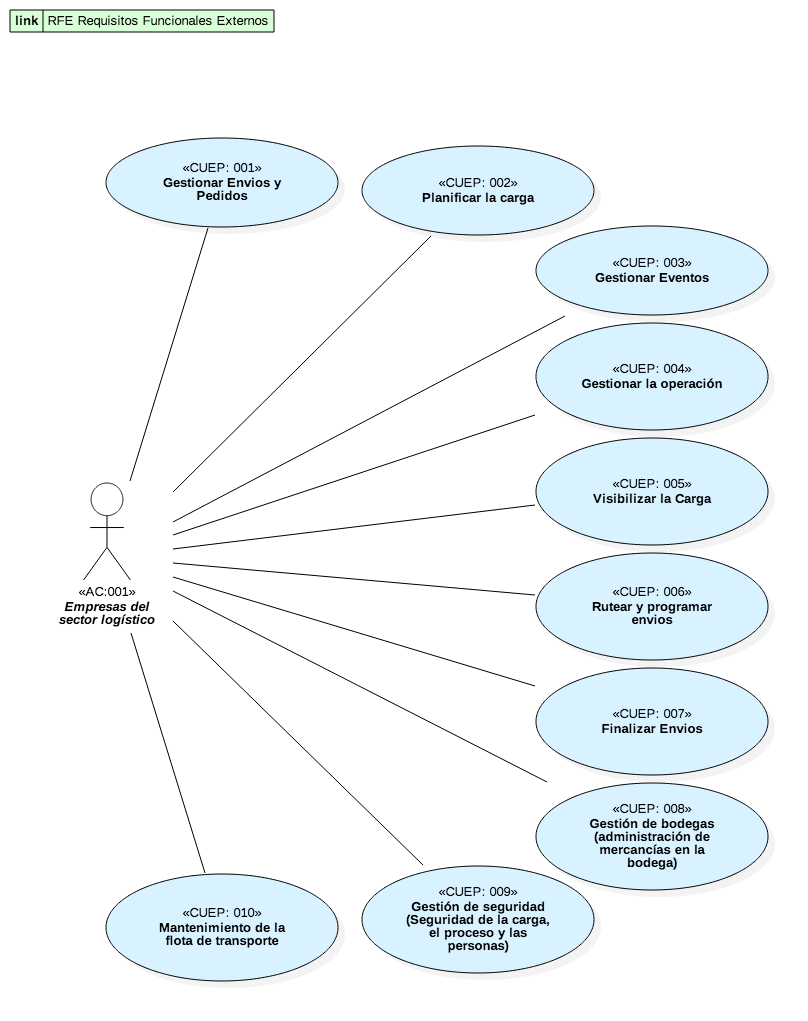 link RFE Requisitos Funcionales Externos
«CUEP: 001»
Gestionar Envios y
Pedidos
«CUEP: 002»
Planificar la carga
«CUEP: 003»
Gestionar Eventos
«CUEP: 004»
Gestionar la operación
«CUEP: 005»
Visibilizar la Carga
«AC:001»
Empresas del
sector logístico
«CUEP: 006»
Rutear y programar
envios
«CUEP: 007»
Finalizar Envios
«CUEP: 008»
Gestión de bodegas
(administración de
mercancías en la
bodega)
«CUEP: 009»
Gestión de seguridad
(Seguridad de la carga,
el proceso y las
personas)
«CUEP: 010»
Mantenimiento de la
flota de transporte